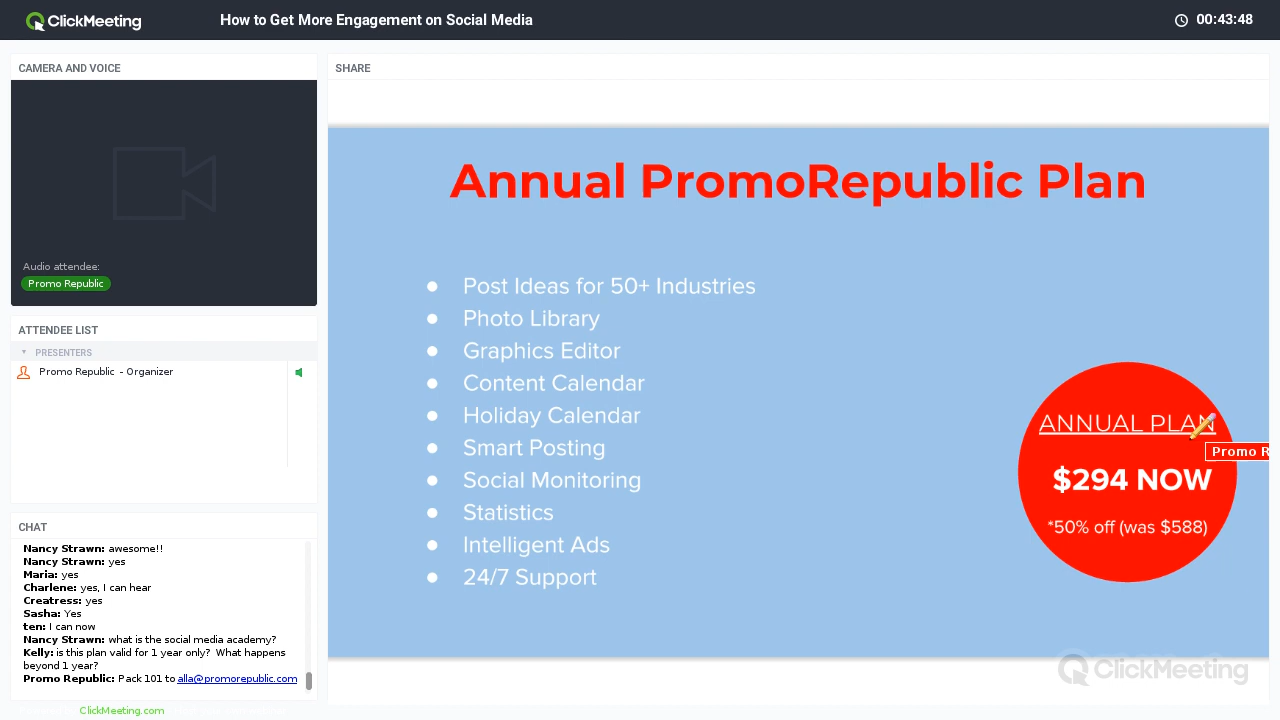 ClickMeeting
How to Get More Engagement on Social Media
00:43:48
CAMERA AND VOICE
Audio attendee:
Promo Republic
ATTENDEE LIST
PRESENTERS
Promo Republic - Organizer
CHAT
Nancy Strawn: awesome!!
Nancy Strawn: yes
Maria: yes
Charlene: yes, I can hear
Creatress: yes
Sasha: Yes
ten: I can now
Nancy Strawn: what is the social media academy?
Kelly: is this plan valid for 1 year only? What happens
beyond 1 year?
Promo Republic: Pack 101 to alla@promorepublic.com
ClickMeeting.com
SHARE
Annual PromoRepublic Plan
● Post Ideas for 50+ Industries
● Photo Library
● Graphics Editor
● Content Calendar
● Holiday Calendar
● Smart Posting
● Social Monitoring
● Statistics
● Intelligent Ads
● 24/7 Support
ANNUAL PLAN
Promo R
$294 NOW
*50% off (was $588)
ClickMeeting